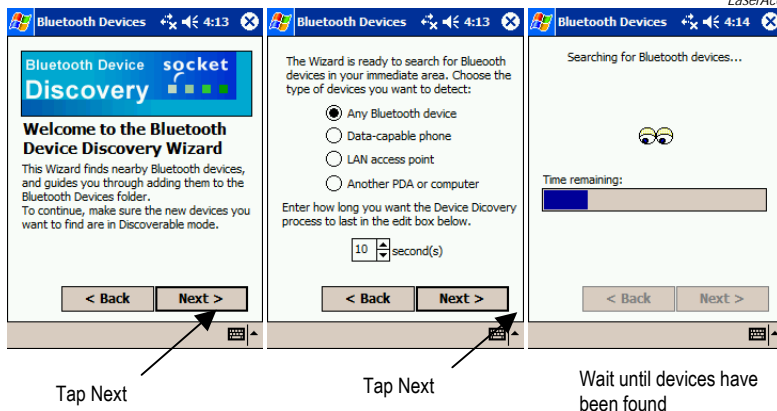 Bluetooth Devices 4:13
Bluetooth Device socket
Discovery
Welcome to the Bluetooth
Device Discovery Wizard
This Wizard finds nearby Bluetooth devices,
and guides you through adding them to the
Bluetooth Devices folder.
To continue, make sure the new devices you
want to find are in Discoverable mode.
< Back Next >
Tap Next
Bluetooth Devices 4:13
The Wizard is ready to search for Blueooth
devices in your immediate area. Choose the
type of devices you want to detect:
Any Bluetooth device
Data-capable phone
LAN access point
Another PDA or computer
Enter how long you want the Device Dicovery
process to last in the edit box below.
10 second(s)
< Back Next >
Tap Next
Bluetooth Devices 4:14
Searching for Bluetooth devices...
Time remaining:
< Back Next >
Wait until devices have
been found